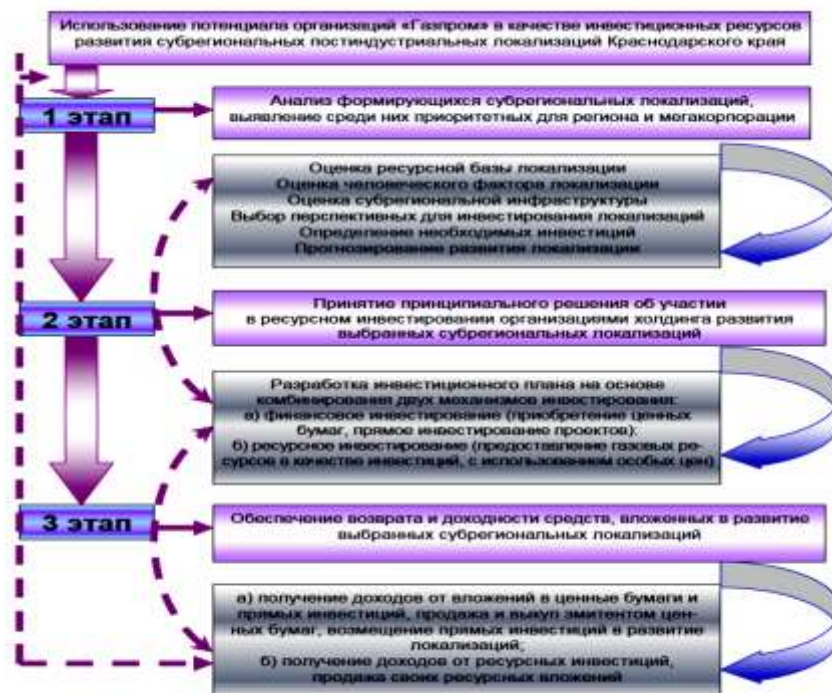 Использование потенциала организаций «Газпром» в качестве инвестиционных ресурсов
развития субрегиональных постиндустриальных локализаций Краснодарского края
1 этап
Анализ формирующихся субрегиональных локализаций,
выявление среди них приоритетных для региона и мегакорпорации
Оценка ресурсной базы локализации
Оценка человеческого фактора локализации
Оценка субрегиональной инфраструктуры
Выбор перспективных для инвестирования локализаций
Определение необходимых инвестиций
Прогнозирование развития локализации
2 этап
Принятие принципиального решения об участии
в ресурсном инвестировании организациями холдинга развития
выбранных субрегиональных локализаций
Разработка инвестиционного плана на основе
комбинирования двух механизмов инвестирования:
а) финансовое инвестирование (приобретение ценных
бумаг, прямое инвестирование проектов);
б) ресурсное инвестирование (предоставление газовых ре-
сурсов в качестве инвестиций, с использованием особых цен)
3 этап
Обеспечение возврата и доходности средств, вложенных в развитие
выбранных субрегиональных локализаций
а) получение доходов от вложений в ценные бумаги и
прямых инвестиций, продажа и выкуп эмитентом цен-
ных бумаг, возмещение прямых инвестиций в развитие
локализаций;
б) получение доходов от ресурсных инвестиций,
продажа своих ресурсных вложений